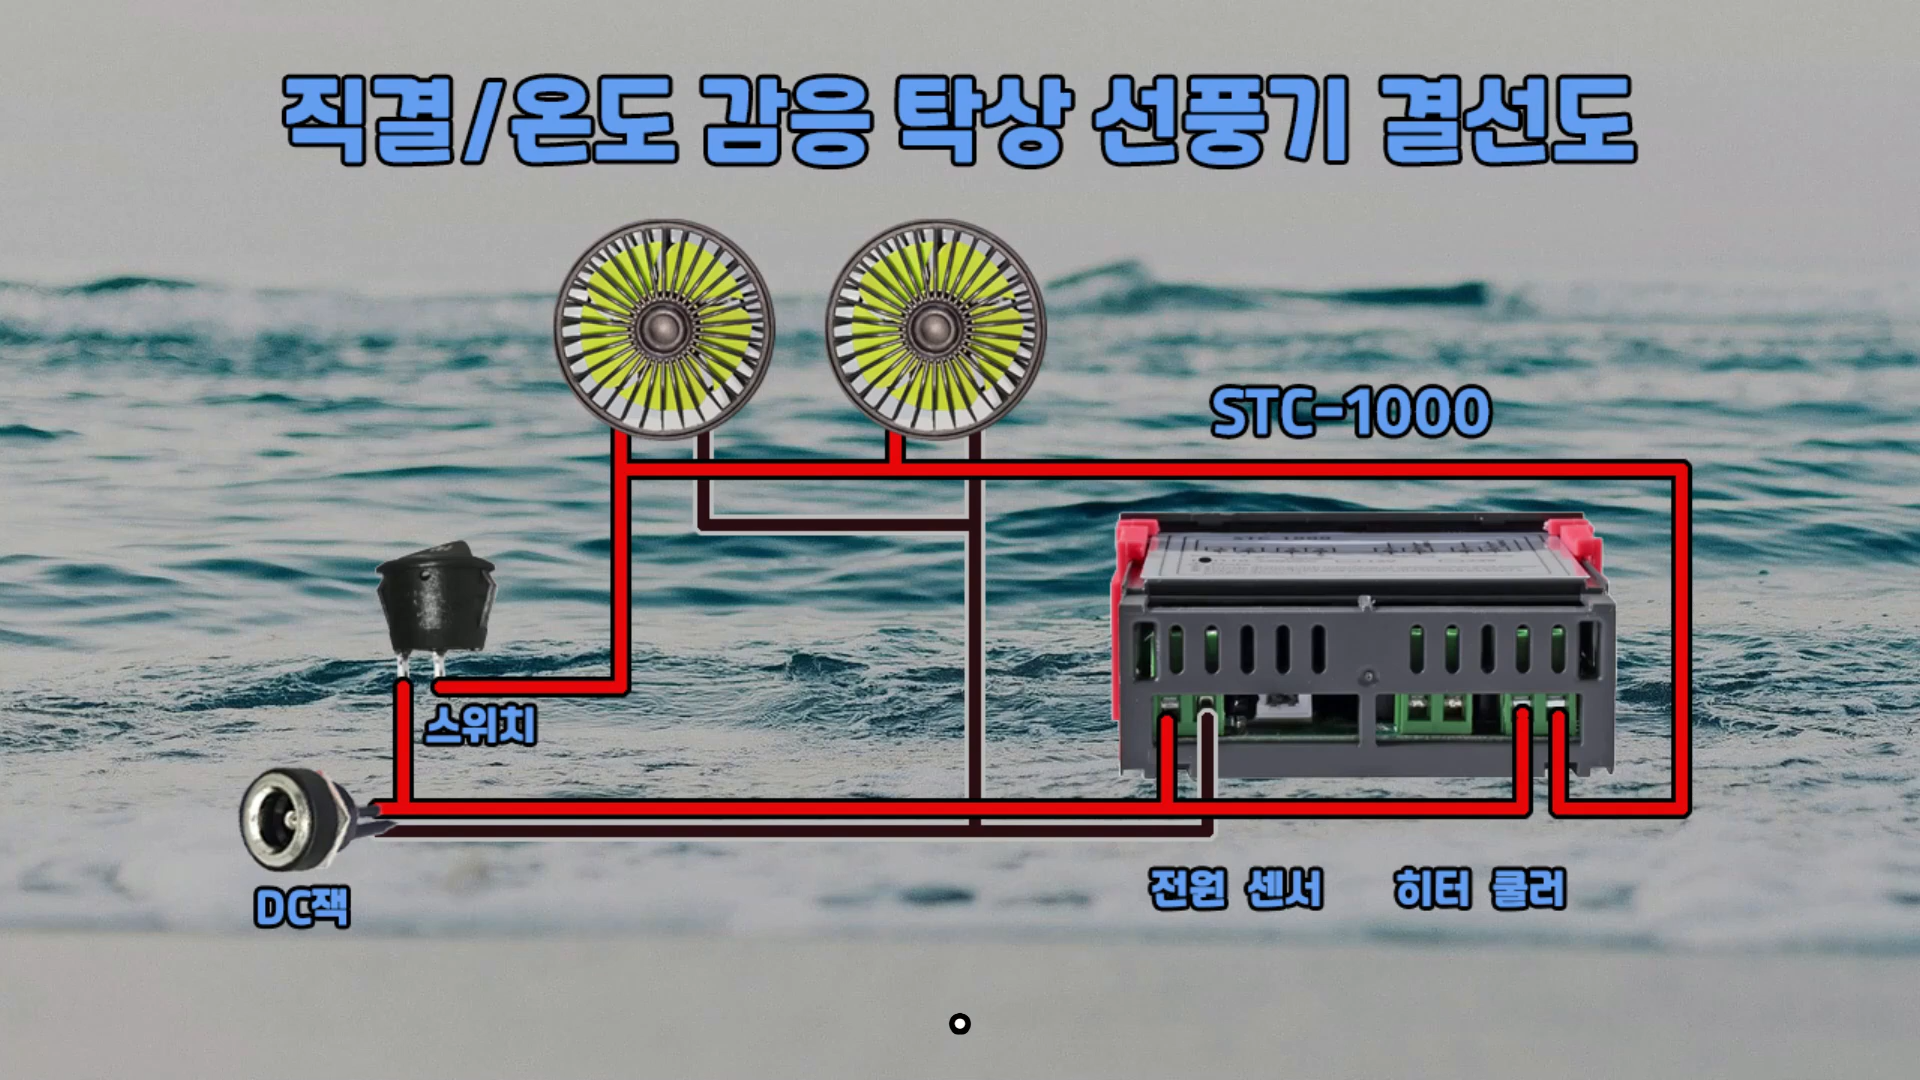 직결/온도 감응 탁상 선풍기 결선도
STC-1000
스위치
DC잭
전원 센서 히터 쿨러